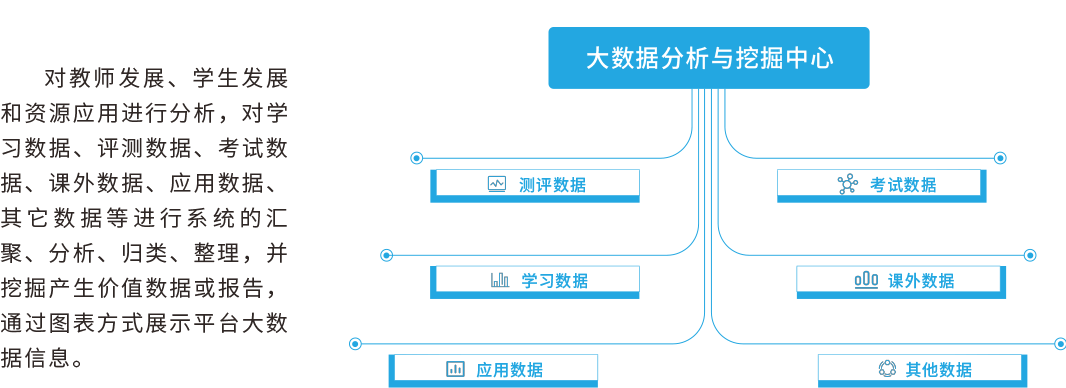 对教师发展、学生发展
和资源应用进行分析，对学
习数据、评测数据、考试数
据、课外数据、应用数据、
其它数据等进行系统的汇
聚、分析、归类、整理，并
挖掘产生价值数据或报告，
通过图表方式展示平台大数
据信息。
大数据分析与挖掘中心
测评数据
考试数据
学习数据
课外数据
应用数据
其他数据